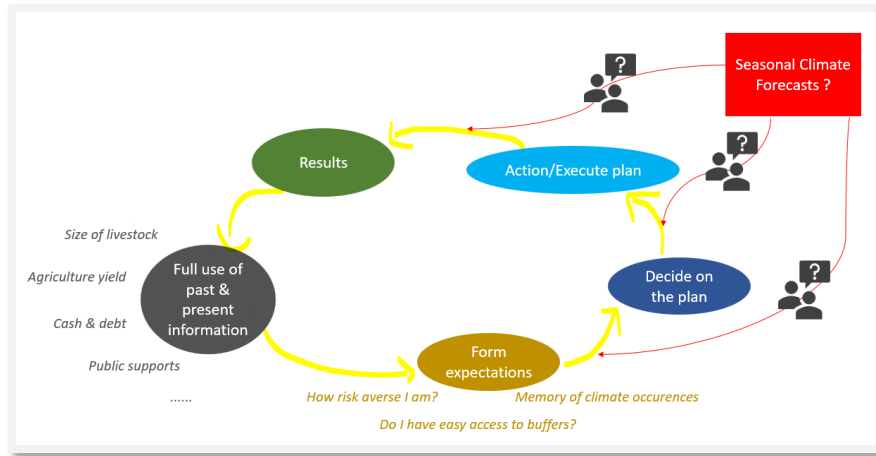 Seasonal Climate
Forecasts ?
?
?
?
Results
Action/Execute plan
Size of livestock
Agriculture yield
Cash & debt
Public supports
......
Full use of
past &
present
information
Decide on
the plan
Form
expectations
How risk averse I am?
Memory of climate occurences
Do I have easy access to buffers?